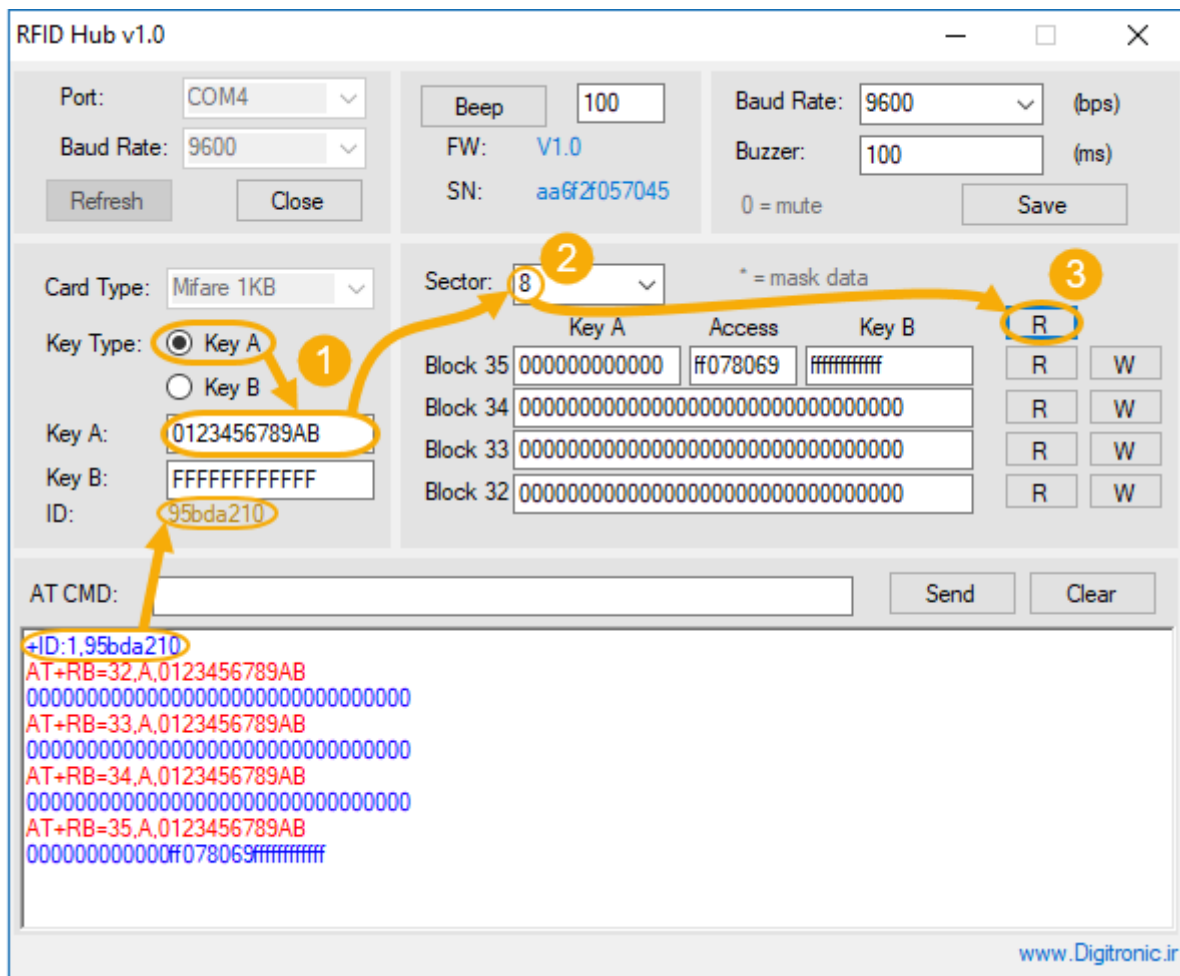 RFID Hub v1.0
Port: COM4
Baud Rate: 9600
Refresh Close
Beep 100
FW: V1.0
SN: aa6f2f057045
Baud Rate: 9600 (bps)
Buzzer: 100 (ms)
0 = mute Save
Card Type: Mifare 1KB
Key Type: Key A
1
Key B
Key A: 0123456789AB
Key B: FFFFFFFFFFFF
ID: 95bda210
Sector: 8 2 * = mask data 3
Key A Access Key B R
Block 35 000000000000 ff078069 ffffffffffff R W
Block 34 00000000000000000000000000000000 R W
Block 33 00000000000000000000000000000000 R W
Block 32 00000000000000000000000000000000 R W
AT CMD: Send Clear
+ID:1,95bda210
AT+RB=32,A,0123456789AB
00000000000000000000000000000000
AT+RB=33,A,0123456789AB
00000000000000000000000000000000
AT+RB=34,A,0123456789AB
00000000000000000000000000000000
AT+RB=35,A,0123456789AB
000000000000ff078069ffffffffffff
www.Digitronic.ir